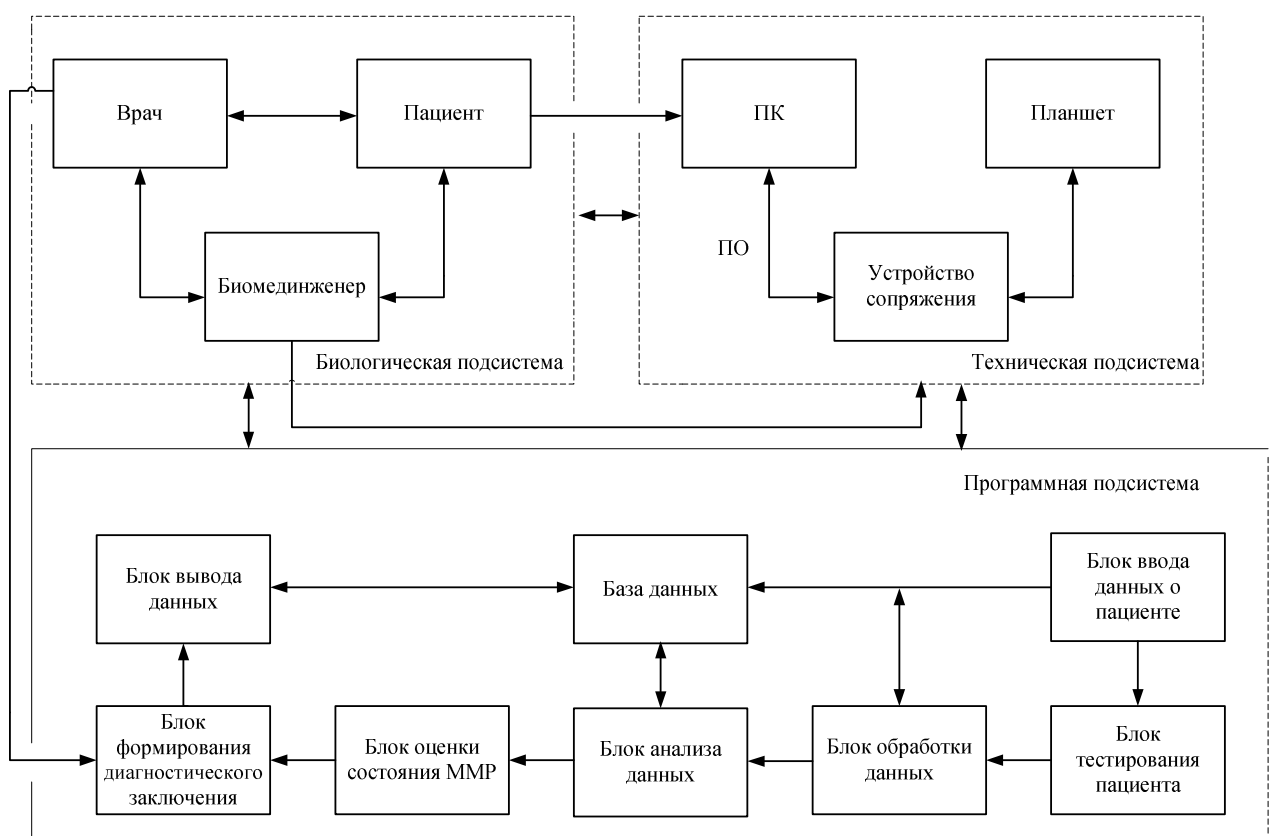 Врач
Пациент
ПК
Планшет
ПО
Биомединженер
Устройство
сопряжения
Биологическая подсистема
Техническая подсистема
Программная подсистема
Блок вывода
данных
База данных
Блок ввода
данных о
пациенте
Блок
формирования
диагностического
заключения
Блок оценки
состояния ММР
Блок анализа
данных
Блок обработки
данных
Блок
тестирования
пациента